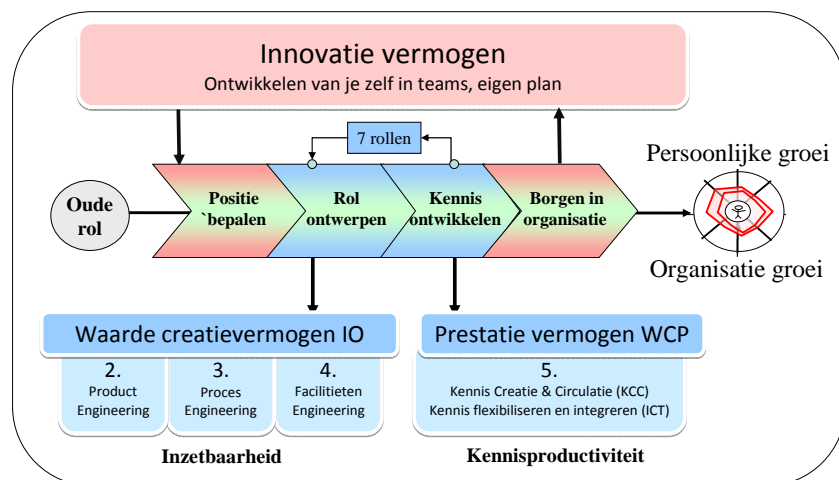 Innovatie vermogen
Ontwikkelen van je zelf in teams, eigen plan
7 rollen
Persoonlijke groei
Oude
rol
Positie
`bepalen
Rol
ontwerpen
Kennis
ontwikkelen
Borgen in
organisatie
Organisatie groei
Waarde creatievermogen IO
2.
Product
Engineering
3.
Proces
Engineering
4.
Facilitieten
Engineering
Inzetbaarheid
Prestatie vermogen WCP
5.
Kennis Creatie & Circulatie (KCC)
Kennis flexibiliseren en integreren (ICT)
Kennisproductiviteit